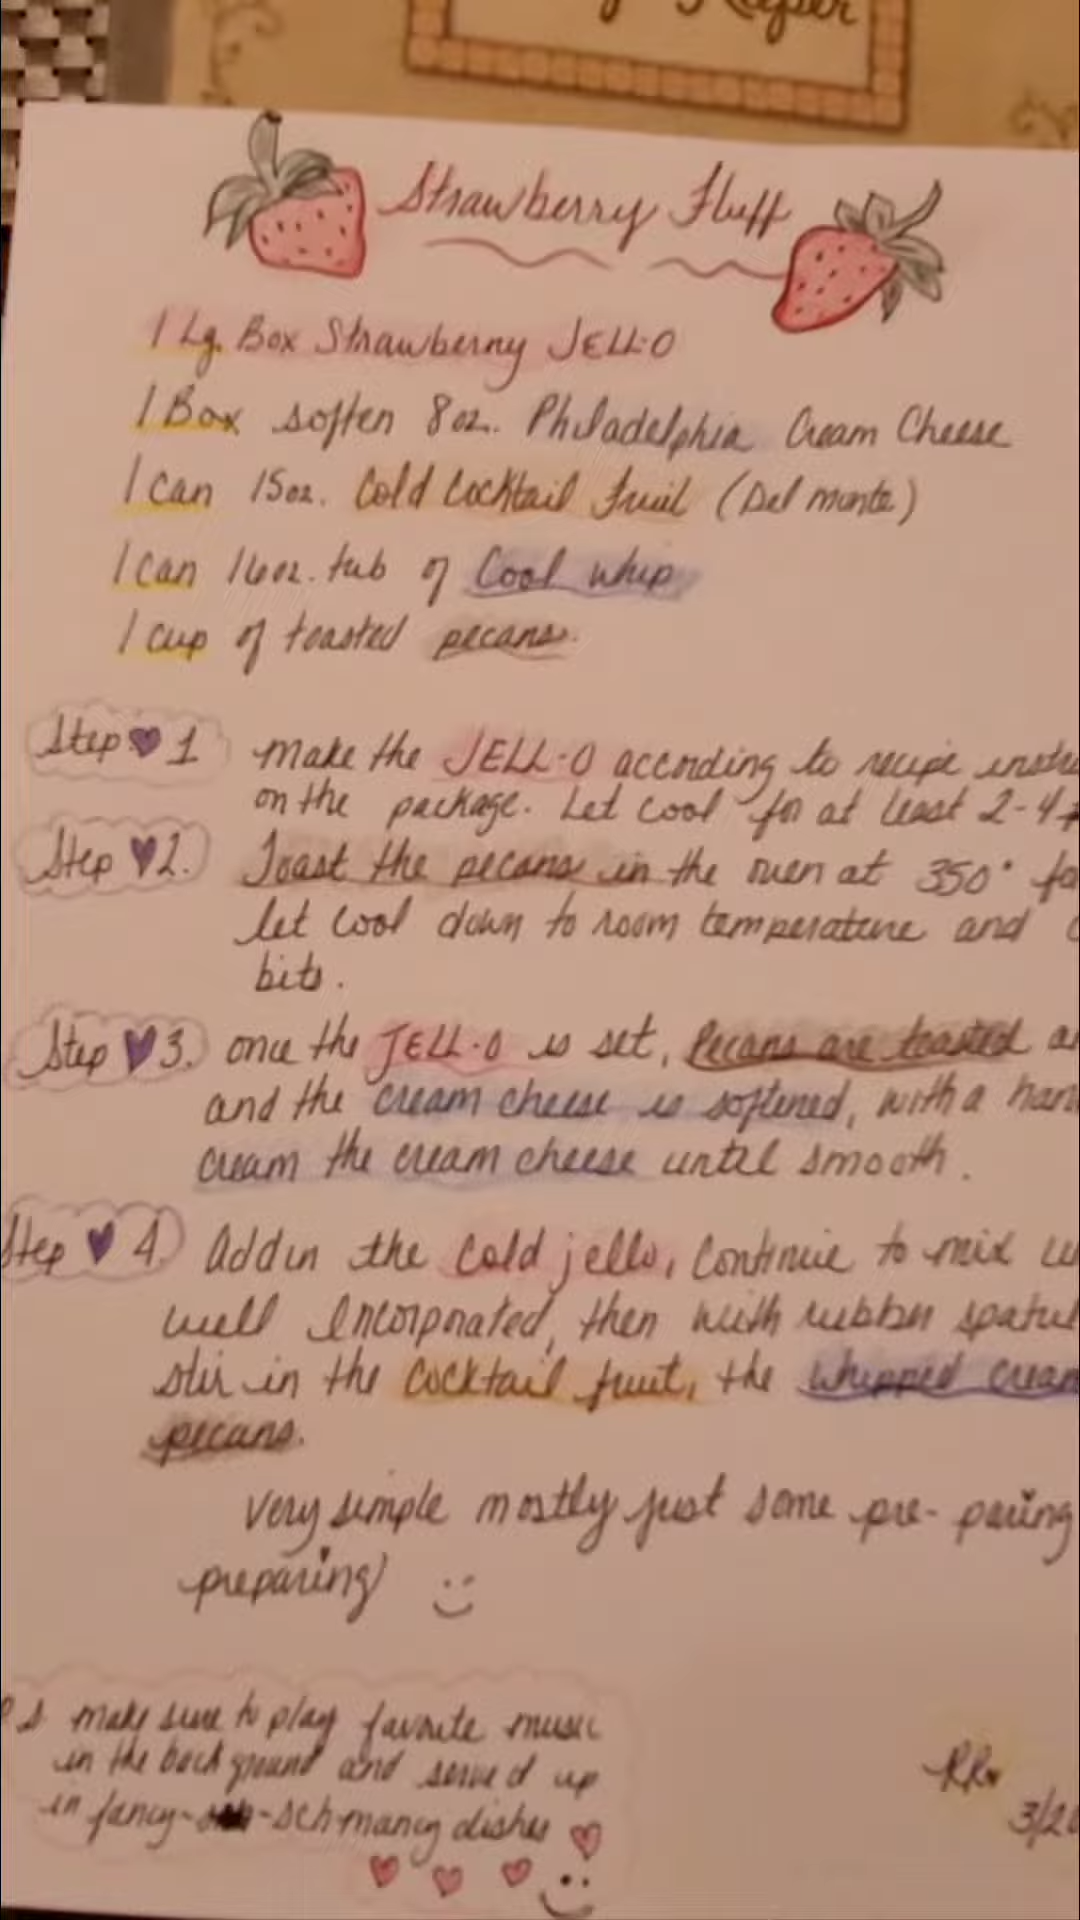 Strawberry Fluff
1 Lg. Box Strawberry JELL-O
1 Box soften 8oz. Philadelphia Cream Cheese
1 can 15oz. Cold Cocktail Fruit (Del monte)
1 can 16oz. tub of Cool whip
1 cup of toasted pecans.
Step 1 make the JELL-O according to recipe
on the package. Let cool for at least 2-4
Step 2. Toast the pecans in the oven at 350°
let cool down to room temperature and
bits.
Step 3. once the JELL-O is set, Pecans are toasted
and the cream cheese is softened, with a
cream the cream cheese until smooth.
Step 4. Add in the Cold jello, Continue to mix
well Incorporated, then with rubber
stir in the Cocktail fruit, the whipped cream
pecans.
Very simple mostly just some pre-paring
preparing
P.S make sure to play favorite music
in the back ground and served up
in fancy-sch-mancy dishes
RR